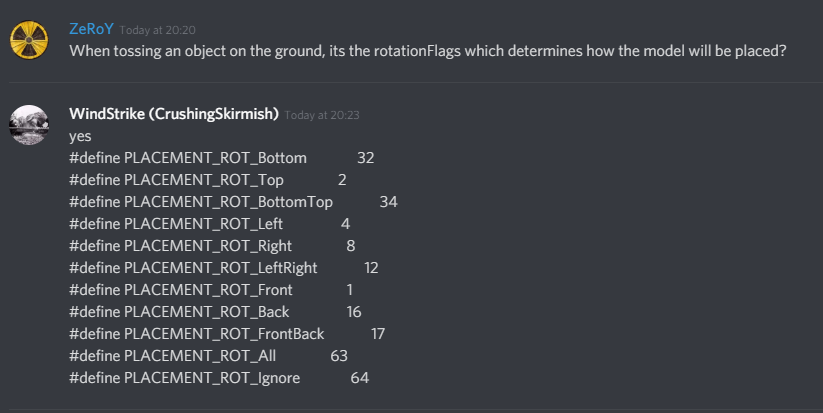 ZeRoY Today at 20:20
When tossing an object on the ground, its the rotationFlags which determines how the model will be placed?
WindStrike (CrushingSkirmish) Today at 20:23
yes
#define PLACEMENT_ROT_Bottom 32
#define PLACEMENT_ROT_Top 2
#define PLACEMENT_ROT_BottomTop 34
#define PLACEMENT_ROT_Left 4
#define PLACEMENT_ROT_Right 8
#define PLACEMENT_ROT_LeftRight 12
#define PLACEMENT_ROT_Front 1
#define PLACEMENT_ROT_Back 16
#define PLACEMENT_ROT_FrontBack 17
#define PLACEMENT_ROT_All 63
#define PLACEMENT_ROT_Ignore 64